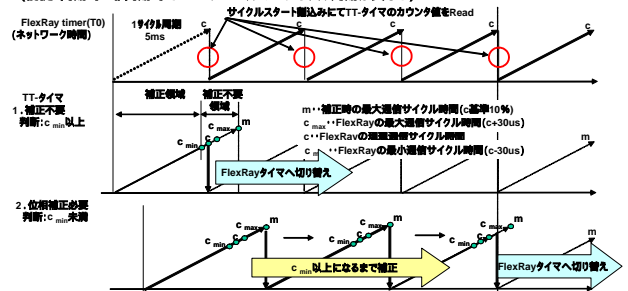 サイクルスタート割込みにてTT-タイマのカウンタ値をRead
FlexRay timer(T0)
(ネットワーク時間)
1サイクル周期
5ms
c c c c c
TT-タイマ
補正領域
補正不要
領域
1.補正不要
判断:c min以上
c min
c
c max
m
m‥補正時の最大通信サイクル時間(c基準10%)
c max‥FlexRayの最大通信サイクル時間(c+30us)
c‥FlexRayの通信サイクル時間
c m‥FlexRayの最小通信サイクル時間(c-30us)
m
FlexRayタイマへ切り替え
2.位相補正必要
判断:c min未満
c min c c max m
c min c c max m
c min c c max m
m
c min以上になるまで補正
FlexRayタイマへ切り替え